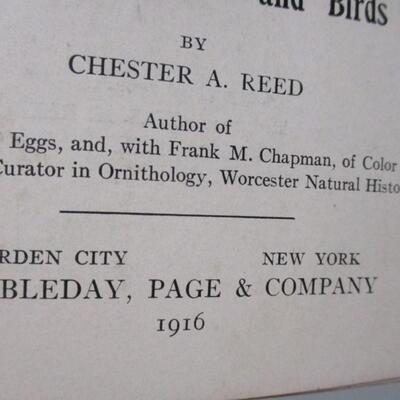 and Birds
BY
CHESTER A. REED
Author of
Eggs, and, with Frank M. Chapman, of Color
Curator in Ornithology, Worcester Natural Histo
RDEN CITY NEW YORK
BLEDAY, PAGE & COMPANY
1916